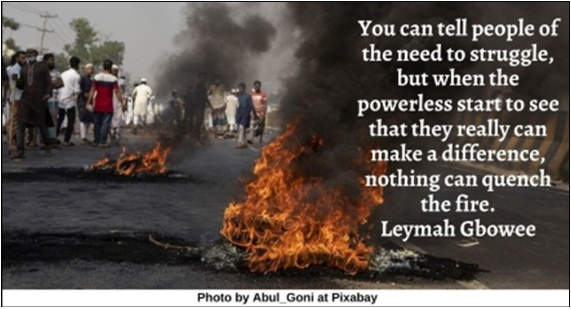 You can tell people of
the need to struggle,
but when the
powerless start to see
that they really can
make a difference,
nothing can quench
the fire.
Leymah Gbowee
Photo by Abul_Goni at Pixabay